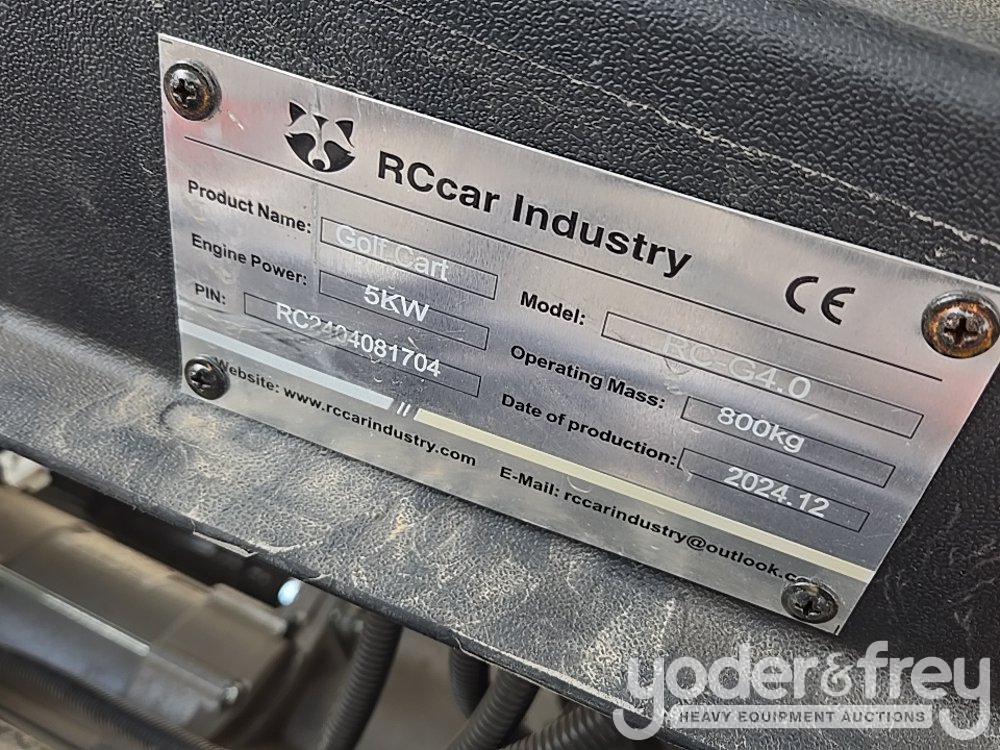 RCcar Industry
CE
Product Name: Golf Cart
Model: RC-G4.0
Engine Power: 5KW
Operating Mass: 800kg
PIN: RC2404081704
Date of production: 2024.12
Website: www.rccarindustry.com
E-Mail: rccarindustry@outlook.c
yoder&frey
HEAVY EQUIPMENT AUCTIONS